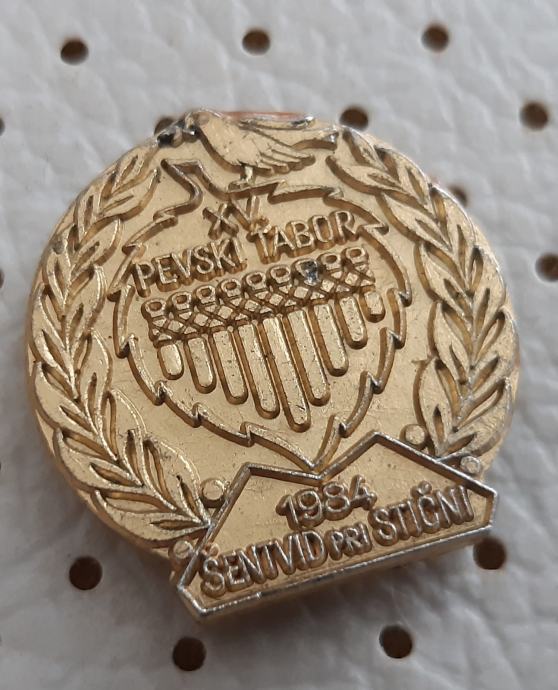 XV.
PEVSKI TABOR
1984
ŠENTVID PRI STIČNI